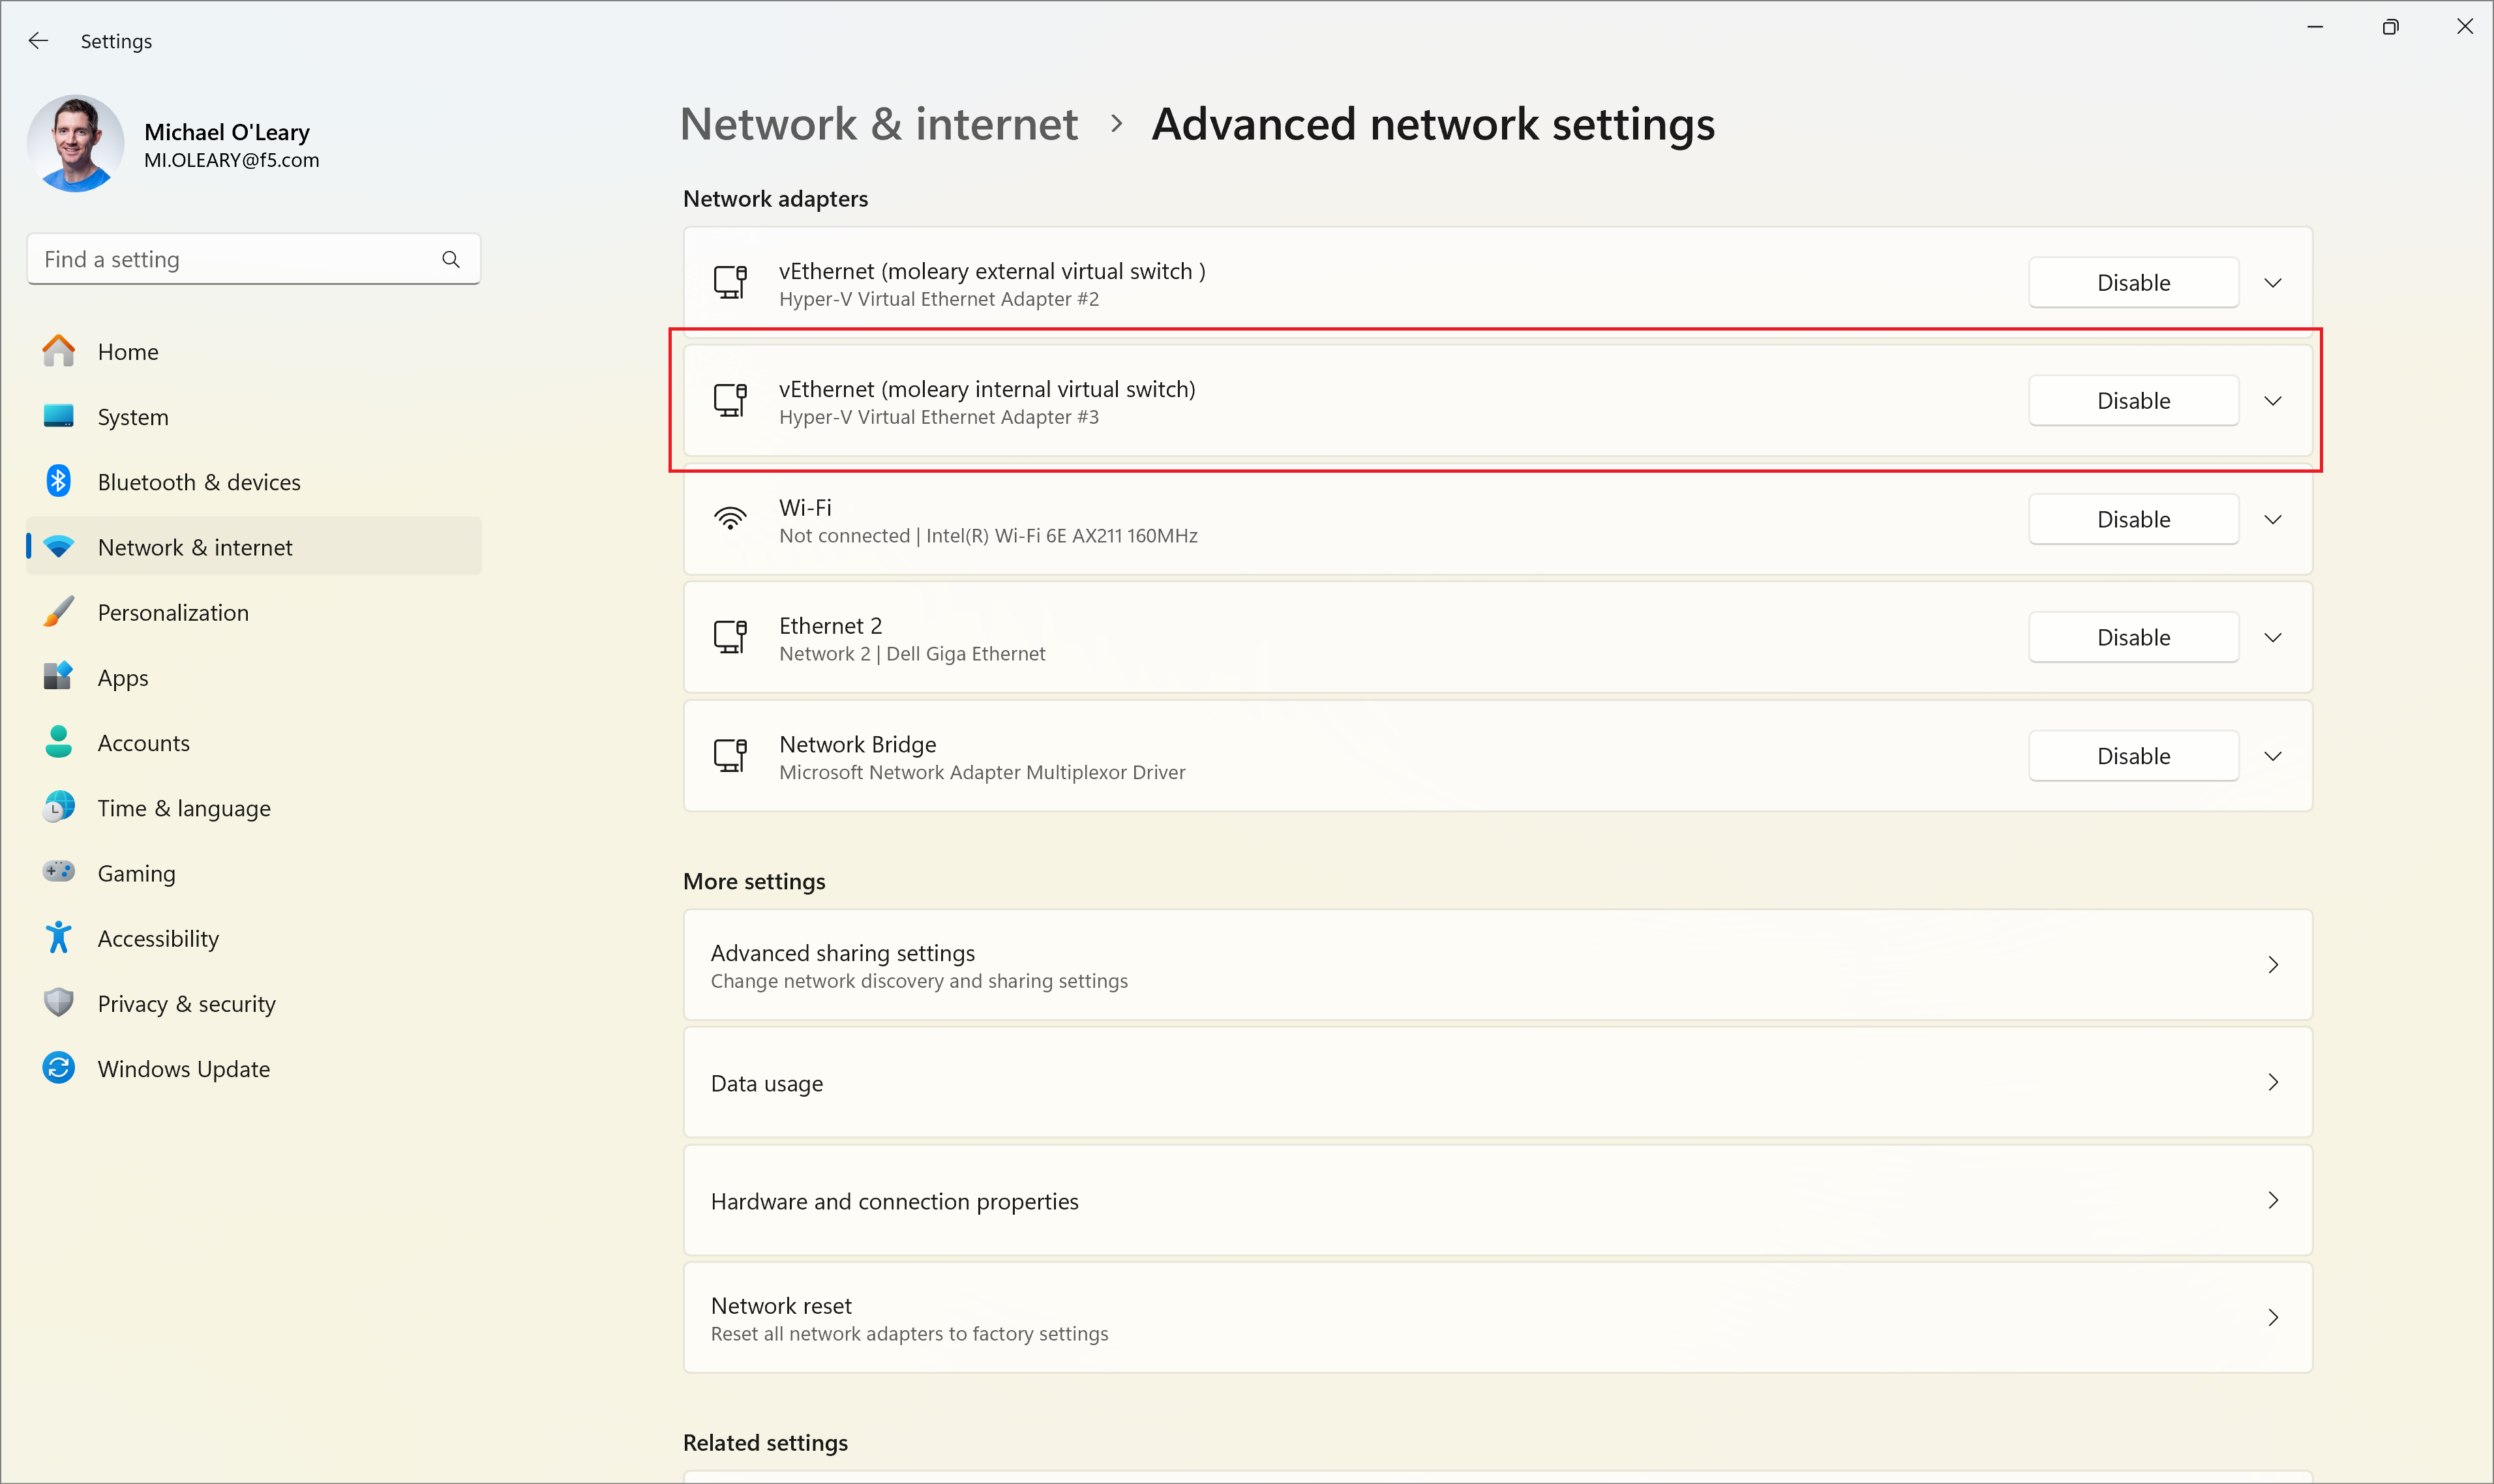 Settings
Michael O'Leary
MI.OLEARY@f5.com
Find a setting
Home
System
Bluetooth & devices
Network & internet
Personalization
Apps
Accounts
Time & language
Gaming
Accessibility
Privacy & security
Windows Update
Network & internet > Advanced network settings
Network adapters
vEthernet (moleary external virtual switch )
Hyper-V Virtual Ethernet Adapter #2
Disable
vEthernet (moleary internal virtual switch)
Hyper-V Virtual Ethernet Adapter #3
Disable
Wi-Fi
Not connected | Intel(R) Wi-Fi 6E AX211 160MHz
Disable
Ethernet 2
Network 2 | Dell Giga Ethernet
Disable
Network Bridge
Microsoft Network Adapter Multiplexor Driver
Disable
More settings
Advanced sharing settings
Change network discovery and sharing settings
Data usage
Hardware and connection properties
Network reset
Reset all network adapters to factory settings
Related settings